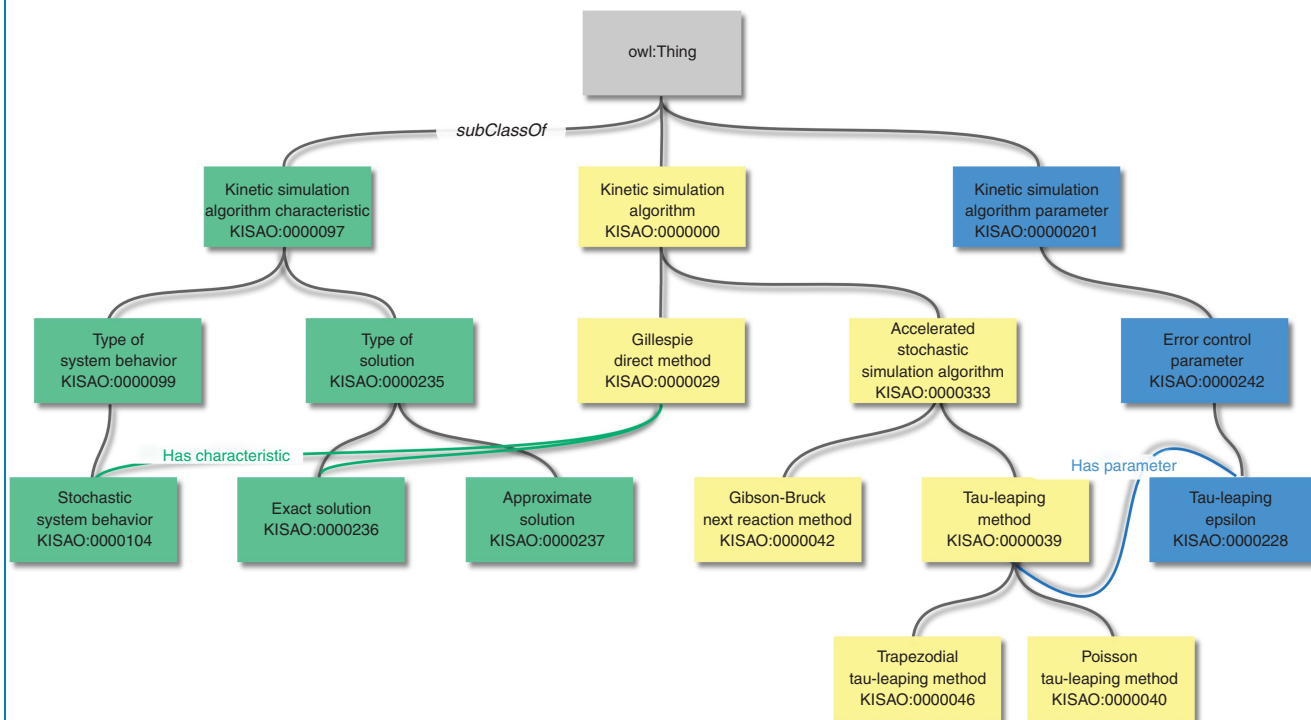 owl:Thing
subClassOf
Kinetic simulation
algorithm characteristic
KISAO:0000097
Kinetic simulation
algorithm
KISAO:0000000
Kinetic simulation
algorithm parameter
KISAO:00000201
Type of
system behavior
KISAO:0000099
Type of
solution
KISAO:0000235
Gillespie
direct method
KISAO:0000029
Accelerated
stochastic
simulation algorithm
KISAO:0000333
Error control
parameter
KISAO:0000242
Has characteristic
Has parameter
Stochastic
system behavior
KISAO:0000104
Exact solution
KISAO:0000236
Approximate
solution
KISAO:0000237
Gibson-Bruck
next reaction method
KISAO:0000042
Tau-leaping
method
KISAO:0000039
Tau-leaping
epsilon
KISAO:0000228
Trapezodial
tau-leaping method
KISAO:0000046
Poisson
tau-leaping method
KISAO:0000040